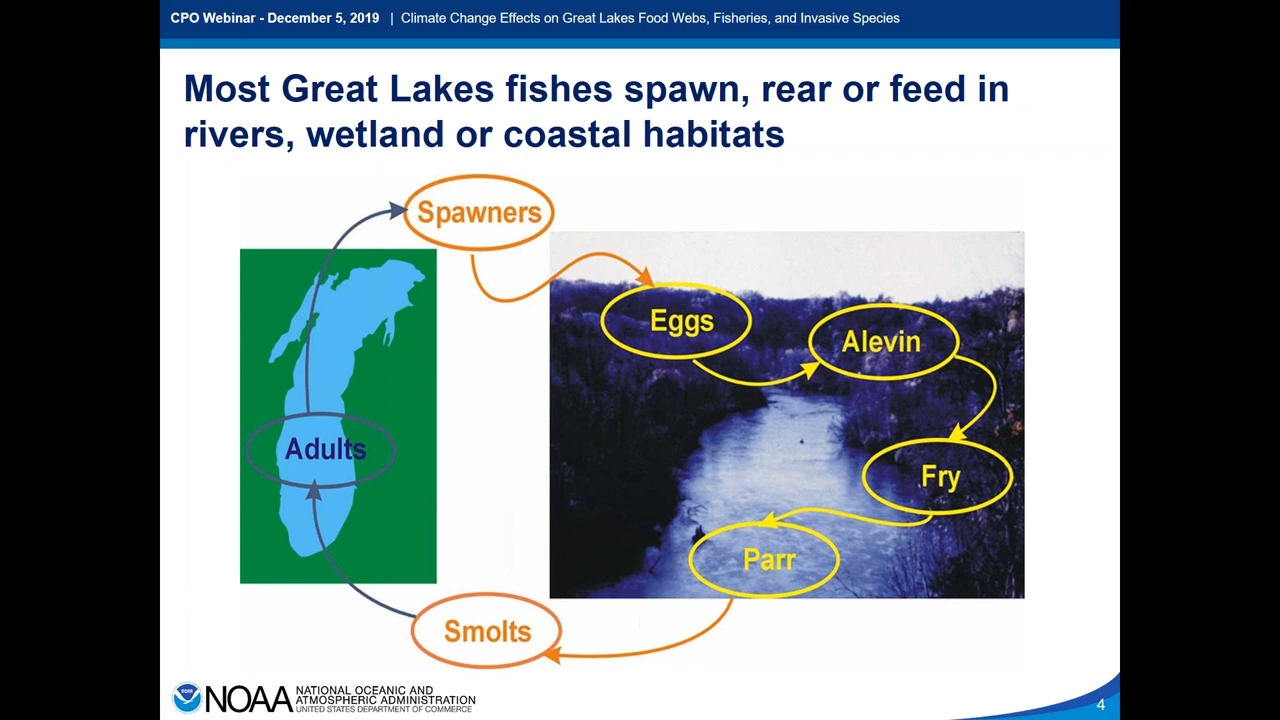 CPO Webinar - December 5, 2019 | Climate Change Effects on Great Lakes Food Webs, Fisheries, and Invasive Species
Most Great Lakes fishes spawn, rear or feed in
rivers, wetland or coastal habitats
Spawners
Eggs
Alevin
Adults
Fry
Parr
Smolts
NOAA
NATIONAL OCEANIC AND
ATMOSPHERIC ADMINISTRATION
UNITED STATES DEPARTMENT OF COMMERCE
4